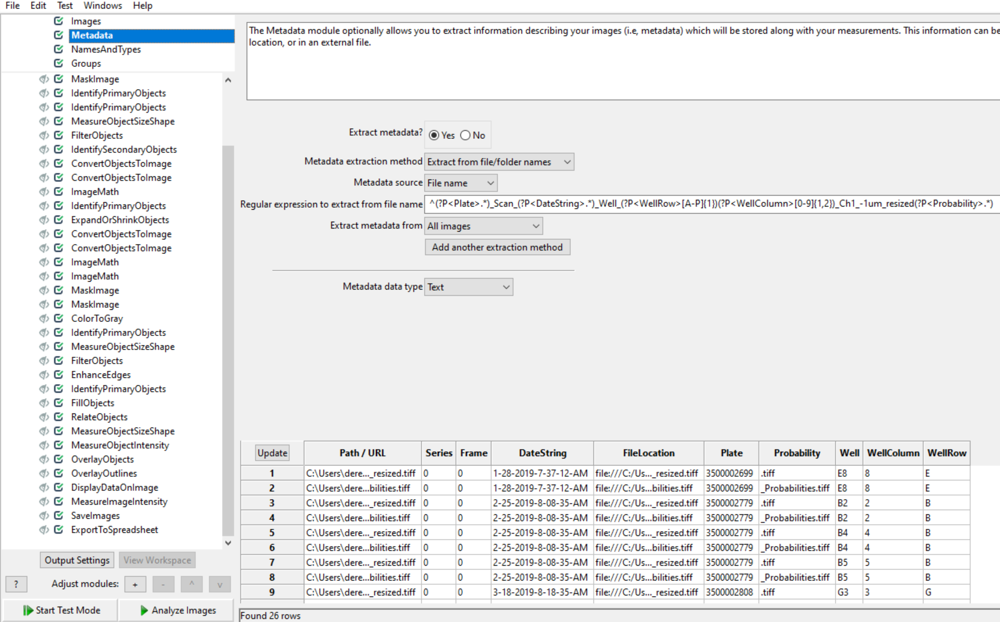 File Edit Test Windows Help
Images
Metadata
NamesAndTypes
Groups
MaskImage
IdentifyPrimaryObjects
IdentifyPrimaryObjects
MeasureObjectSizeShape
FilterObjects
IdentifySecondaryObjects
ConvertObjectsToImage
ConvertObjectsToImage
ImageMath
IdentifyPrimaryObjects
ExpandOrShrinkObjects
ConvertObjectsToImage
ConvertObjectsToImage
ImageMath
ImageMath
MaskImage
MaskImage
ColorToGray
IdentifyPrimaryObjects
MeasureObjectSizeShape
FilterObjects
EnhanceEdges
IdentifyPrimaryObjects
FillObjects
RelateObjects
MeasureObjectSizeShape
MeasureObjectIntensity
OverlayObjects
OverlayOutlines
DisplayDataOnImage
MeasureImageIntensity
SaveImages
ExportToSpreadsheet
Output Settings View Workspace
? Adjust modules: + - ^ v
Start Test Mode Analyze Images
The Metadata module optionally allows you to extract information describing your images (i.e, metadata) which will be stored along with your measurements. This information can be
location, or in an external file.
Extract metadata? Yes No
Metadata extraction method Extract from file/folder names
Metadata source File name
Regular expression to extract from file name ^(?P<Plate>.*)_Scan_(?P<DateString>.*)_Well_(?P<WellRow>[A-P]{1})(?P<WellColumn>[0-9]{1,2})_Ch1_-1um_resized(?P<Probability>.*)
Extract metadata from All images
Add another extraction method
Metadata data type Text
Update Path / URL Series Frame DateString FileLocation Plate Probability Well WellColumn WellRow
1 C:\Users\dere..._resized.tiff 0 0 1-28-2019-7-37-12-AM file:///C:/Us..._resized.tiff 3500002699 .tiff E8 8 E
2 C:\Users\dere...bilities.tiff 0 0 1-28-2019-7-37-12-AM file:///C:/Us...bilities.tiff 3500002699 _Probabilities.tiff E8 8 E
3 C:\Users\dere..._resized.tiff 0 0 2-25-2019-8-08-35-AM file:///C:/Us..._resized.tiff 3500002779 .tiff B2 2 B
4 C:\Users\dere...bilities.tiff 0 0 2-25-2019-8-08-35-AM file:///C:/Us...bilities.tiff 3500002779 _Probabilities.tiff B2 2 B
5 C:\Users\dere..._resized.tiff 0 0 2-25-2019-8-08-35-AM file:///C:/Us..._resized.tiff 3500002779 .tiff B4 4 B
6 C:\Users\dere...bilities.tiff 0 0 2-25-2019-8-08-35-AM file:///C:/Us...bilities.tiff 3500002779 _Probabilities.tiff B4 4 B
7 C:\Users\dere..._resized.tiff 0 0 2-25-2019-8-08-35-AM file:///C:/Us..._resized.tiff 3500002779 .tiff B5 5 B
8 C:\Users\dere...bilities.tiff 0 0 2-25-2019-8-08-35-AM file:///C:/Us...bilities.tiff 3500002779 _Probabilities.tiff B5 5 B
9 C:\Users\dere..._resized.tiff 0 0 3-18-2019-8-18-35-AM file:///C:/Us..._resized.tiff 3500002808 .tiff G3 3 G
Found 26 rows